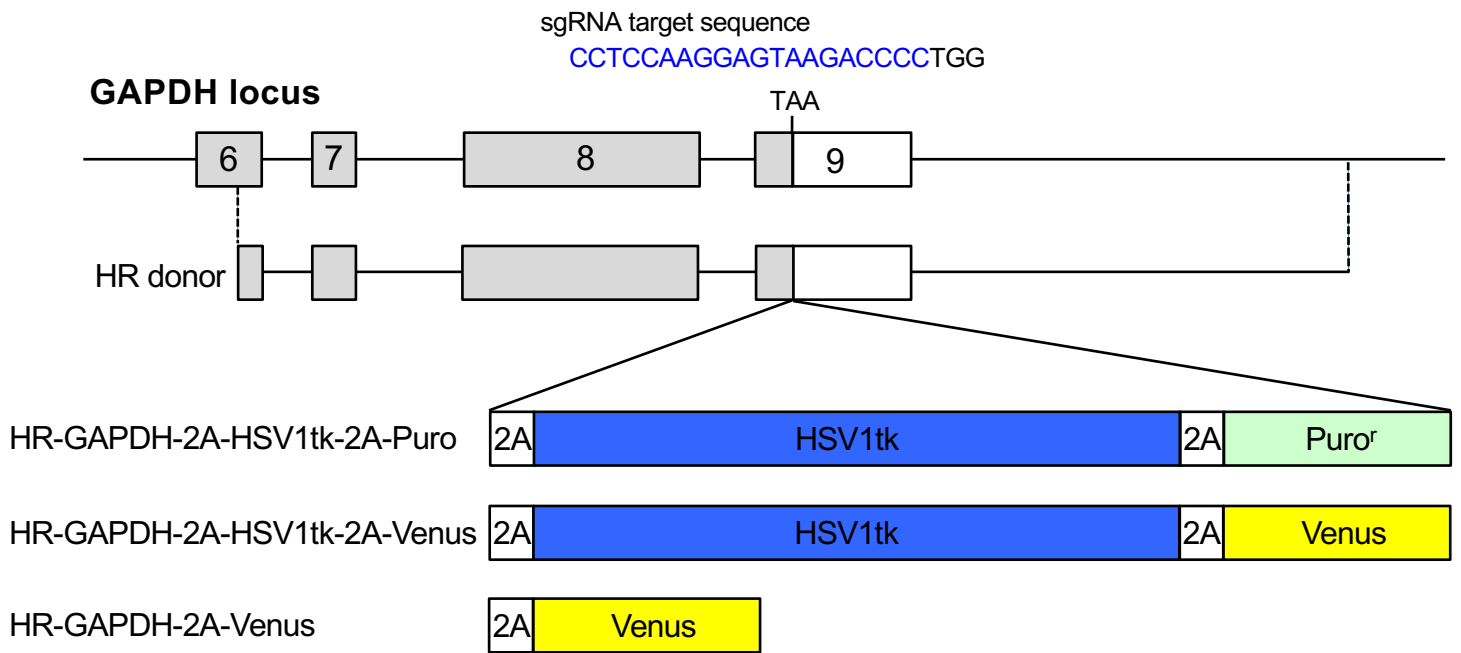 sgRNA target sequence
CCTCCAAGGAGTAAGACCCCTGG
GAPDH locus
TAA
6 7 8 9
HR donor
HR-GAPDH-2A-HSV1tk-2A-Puro 2A HSV1tk 2A Puroʳ
HR-GAPDH-2A-HSV1tk-2A-Venus 2A HSV1tk 2A Venus
HR-GAPDH-2A-Venus 2A Venus